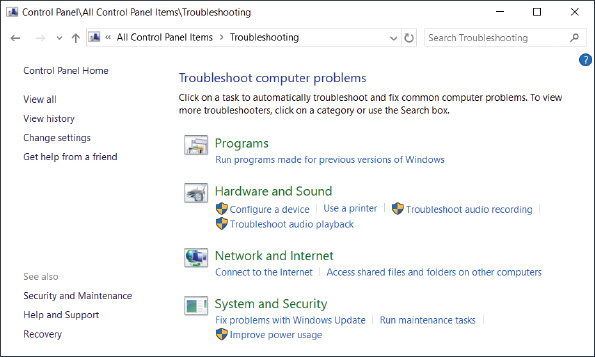 Control Panel\All Control Panel Items\Troubleshooting
« All Control Panel Items › Troubleshooting
Search Troubleshooting
Control Panel Home
View all
View history
Change settings
Get help from a friend
See also
Security and Maintenance
Help and Support
Recovery
?
Troubleshoot computer problems
Click on a task to automatically troubleshoot and fix common computer problems. To view
more troubleshooters, click on a category or use the Search box.
Programs
Run programs made for previous versions of Windows
Hardware and Sound
Configure a device | Use a printer | Troubleshoot audio recording |
Troubleshoot audio playback
Network and Internet
Connect to the Internet | Access shared files and folders on other computers
System and Security
Fix problems with Windows Update | Run maintenance tasks |
Improve power usage